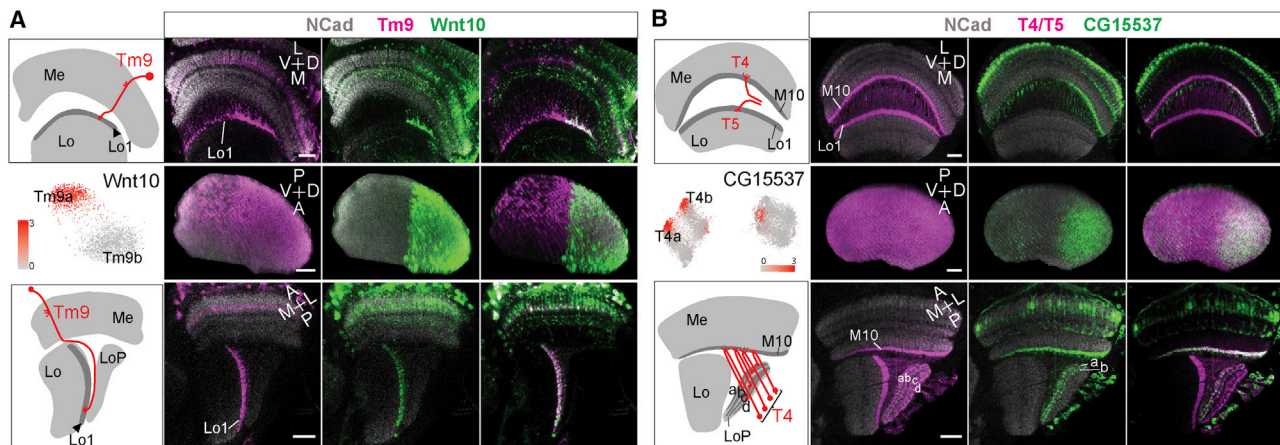 A
NCad Tm9 Wnt10
Tm9
Me
Lo
Lo1
L
V+D
M
Lo1
Wnt10
Tm9a
3
0
Tm9b
P
V+D
A
Tm9
Me
Lo
LoP
Lo1
A
M+L
P
Lo1
B
NCad T4/T5 CG15537
T4
Me
M10
T5
Lo
Lo1
L
V+D
M
M10
Lo1
CG15537
T4b
T4a
0 3
P
V+D
A
Me
M10
Lo
a
b
c
d
T4
LoP
A
M+L
P
M10
abc
d
a
b